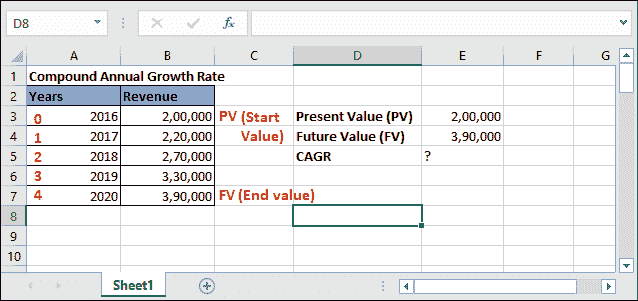 D8
fx
A B C D E F G
1 Compound Annual Growth Rate
2 Years Revenue
3 0 2016 2,00,000 PV (Start Present Value (PV) 2,00,000
4 1 2017 2,20,000 Value) Future Value (FV) 3,90,000
5 2 2018 2,70,000 CAGR ?
6 3 2019 3,30,000
7 4 2020 3,90,000 FV (End value)
8
9
10
Sheet1